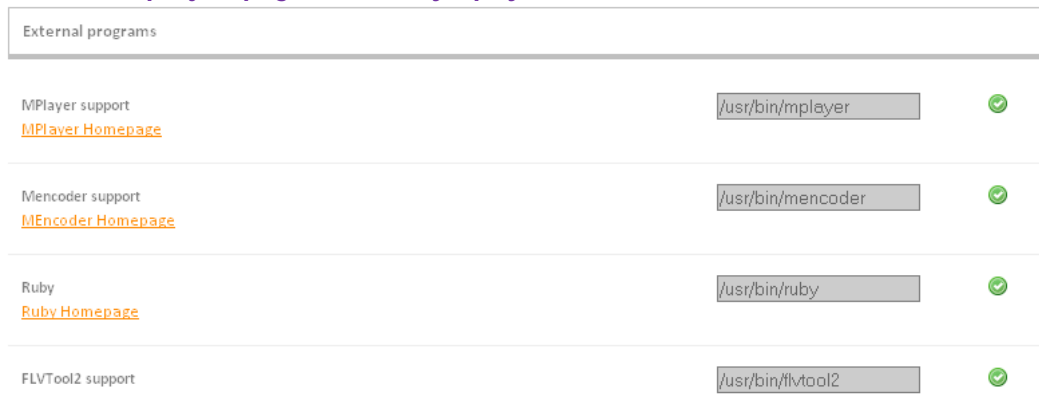 External programs
MPlayer support
/usr/bin/mplayer
MPlayer Homepage
Mencoder support
/usr/bin/mencoder
MEncoder Homepage
Ruby
/usr/bin/ruby
Ruby Homepage
FLVTool2 support
/usr/bin/flvtool2